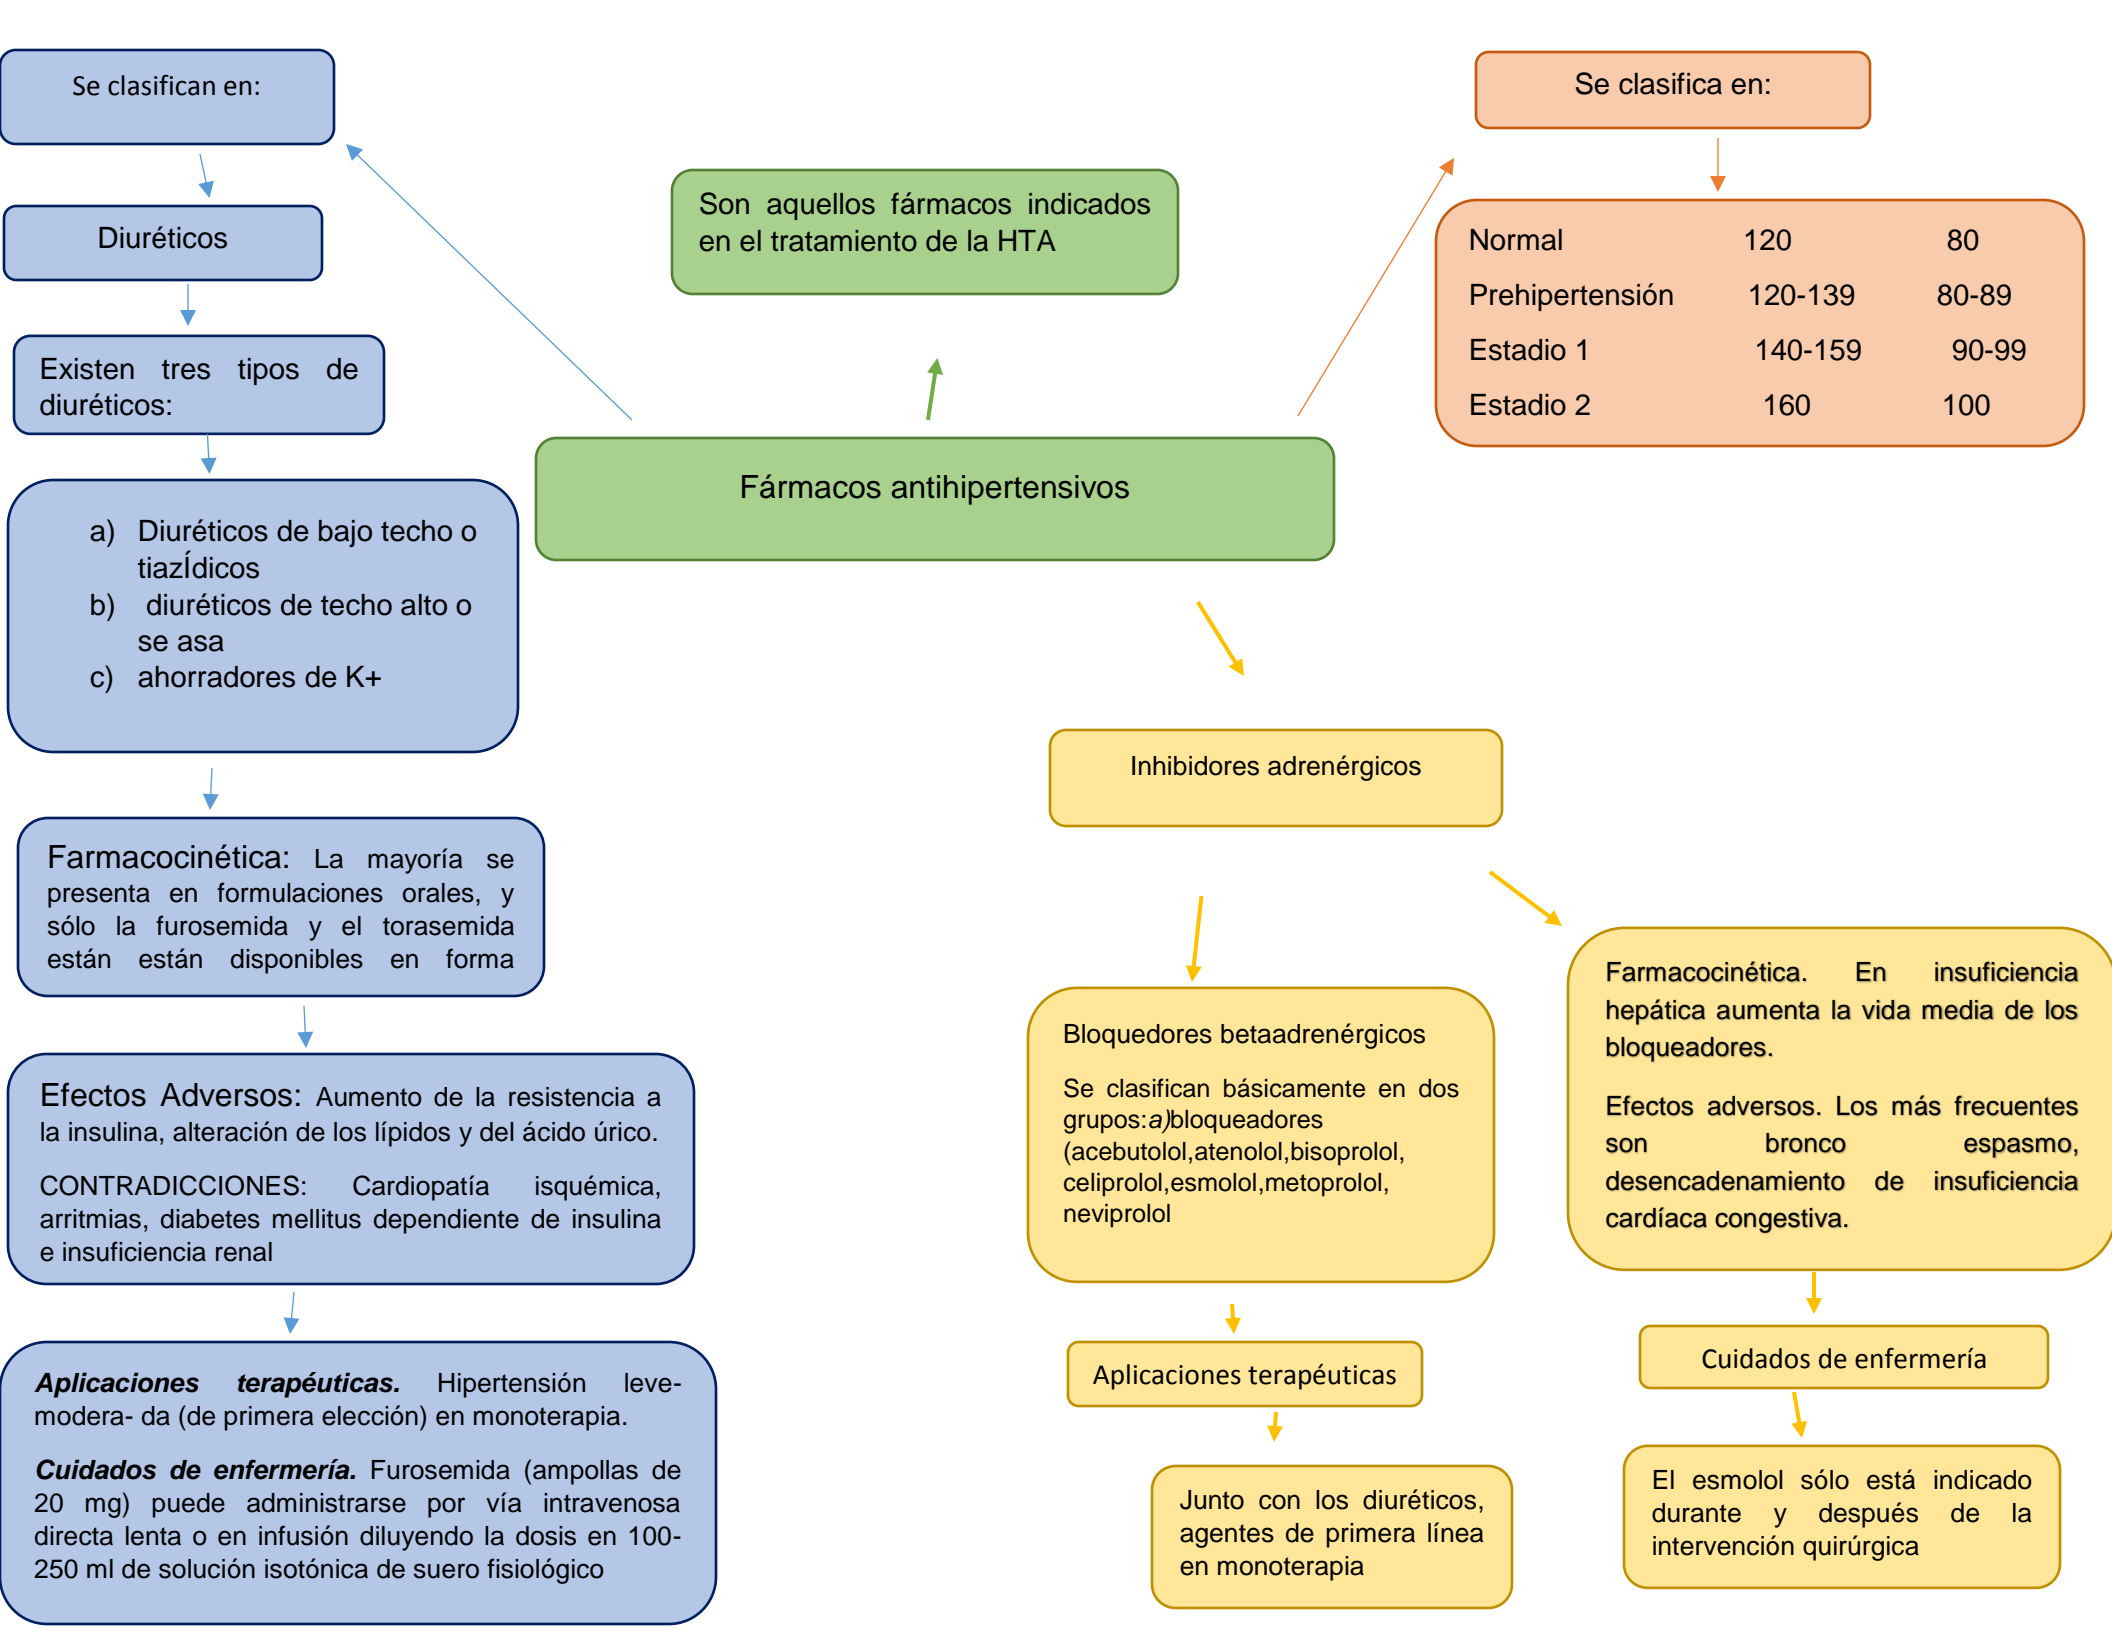 Se clasifican en:
Diuréticos
Existen tres tipos de
diuréticos:
a) Diuréticos de bajo techo o
tiazÍdicos
b) diuréticos de techo alto o
se asa
c) ahorradores de K+
Farmacocinética: La mayoría se
presenta en formulaciones orales, y
sólo la furosemida y el torasemida
están están disponibles en forma
Efectos Adversos: Aumento de la resistencia a
la insulina, alteración de los lípidos y del ácido úrico.
CONTRADICCIONES: Cardiopatía isquémica,
arritmias, diabetes mellitus dependiente de insulina
e insuficiencia renal
Aplicaciones terapéuticas. Hipertensión leve-
modera- da (de primera elección) en monoterapia.
Cuidados de enfermería. Furosemida (ampollas de
20 mg) puede administrarse por vía intravenosa
directa lenta o en infusión diluyendo la dosis en 100-
250 ml de solución isotónica de suero fisiológico
Son aquellos fármacos indicados
en el tratamiento de la HTA
Fármacos antihipertensivos
Se clasifica en:
Normal 120 80
Prehipertensión 120-139 80-89
Estadio 1 140-159 90-99
Estadio 2 160 100
Inhibidores adrenérgicos
Bloquedores betaadrenérgicos
Se clasifican básicamente en dos
grupos:a)bloqueadores
(acebutolol,atenolol,bisoprolol,
celiprolol,esmolol,metoprolol,
neviprolol
Aplicaciones terapéuticas
Junto con los diuréticos,
agentes de primera línea
en monoterapia
Farmacocinética. En insuficiencia
hepática aumenta la vida media de los
bloqueadores.
Efectos adversos. Los más frecuentes
son bronco espasmo,
desencadenamiento de insuficiencia
cardíaca congestiva.
Cuidados de enfermería
El esmolol sólo está indicado
durante y después de la
intervención quirúrgica